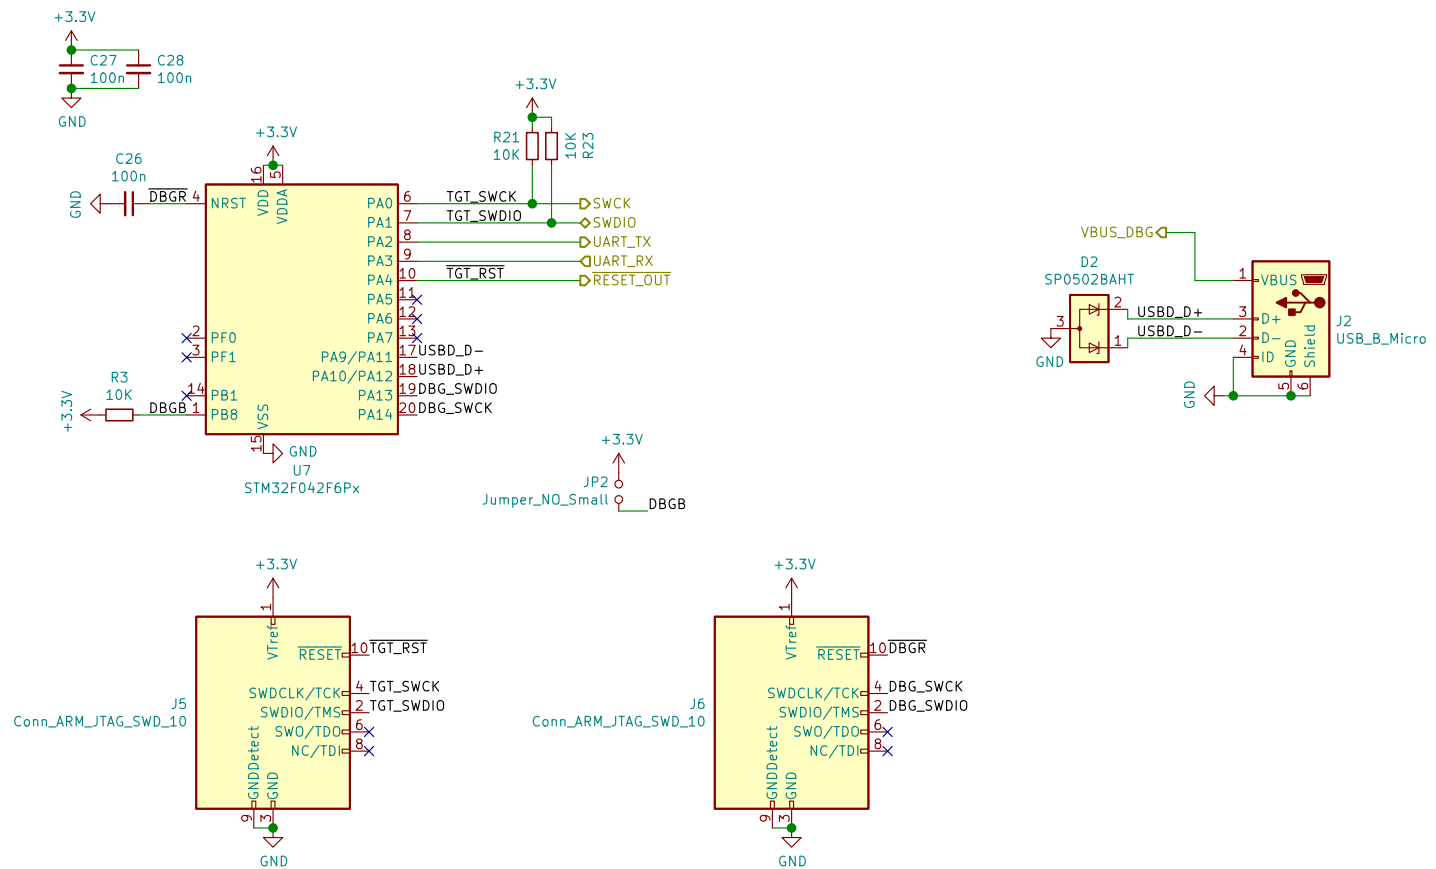 +3.3V
C27
100n
C28
100n
GND
+3.3V
C26
100n
GND
DBGR
4
NRST
16
VDD
5
VDDA
PA0
6
TGT_SWCK
SWCK
PA1
7
TGT_SWDIO
SWDIO
PA2
8
UART_TX
PA3
9
UART_RX
PA4
10
TGT_RST
RESET_OUT
PA5
11
PA6
12
PA7
13
2
PF0
3
PF1
PA9/PA11
17
USBD_D-
PA10/PA12
18
USBD_D+
14
PB1
PA13
19
DBG_SWDIO
+3.3V
R3
10K
DBGB
1
PB8
PA14
20
DBG_SWCK
VSS
15
GND
U7
STM32F042F6Px
+3.3V
R21
10K
10K
R23
+3.3V
JP2
Jumper_NO_Small
DBGB
VBUS_DBG
D2
SP0502BAHT
3
2
1
GND
USBD_D+
USBD_D-
1
VBUS
3
D+
2
D-
4
ID
GND
Shield
5
6
GND
J2
USB_B_Micro
+3.3V
1
VTref
RESET
10
TGT_RST
SWDCLK/TCK
4
TGT_SWCK
SWDIO/TMS
2
TGT_SWDIO
SWO/TDO
6
NC/TDI
8
J5
Conn_ARM_JTAG_SWD_10
GNDDetect
GND
9
3
GND
+3.3V
1
VTref
RESET
10
DBGR
SWDCLK/TCK
4
DBG_SWCK
SWDIO/TMS
2
DBG_SWDIO
SWO/TDO
6
NC/TDI
8
J6
Conn_ARM_JTAG_SWD_10
GNDDetect
GND
9
3
GND